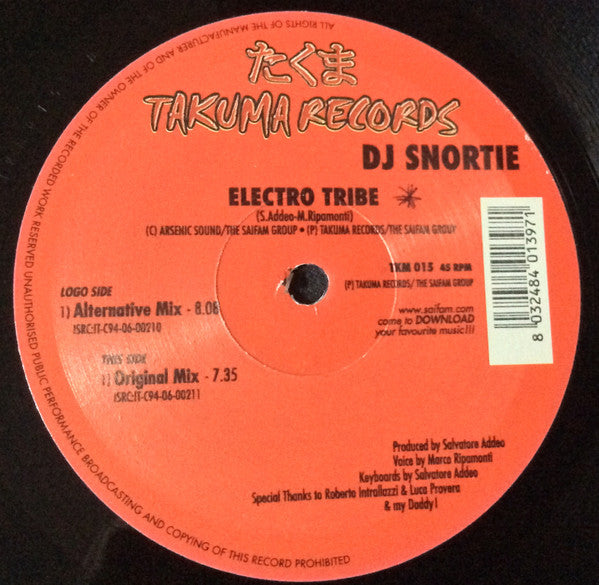 たくま
TAKUMA RECORDS
DJ SNORTIE
ELECTRO TRIBE
(S.Addeo-M.Ripamonti)
(C) ARSENIC SOUND/THE SAIFAM GROUP • (P) TAKUMA RECORDS/THE SAIFAM GROUP
TKM 015 45 RPM
(P) TAKUMA RECORDS/ THE SAIFAM GROUP
LOGO SIDE
1) Alternative Mix - 8.08
ISRC:IT-C94-06-00210
www.saifam.com
come to DOWNLOAD
your favourite music!!!
THIS SIDE
1) Original Mix - 7.35
ISRC:IT-C94-06-00211
8 032484 013971
Produced by Salvatore Addeo
Voice by Marco Ripamonti
Keyboards by Salvatore Addeo
Special Thanks to Roberto Intrallazzi & Luca Provera
& my Daddy!
ALL RIGHTS OF THE MANUFACTURER AND OF THE OWNER OF THE RECORDED WORK RESERVED UNAUTHORISED PUBLIC PERFORMANCE BROADCASTING AND COPYING OF THIS RECORD PROHIBITED